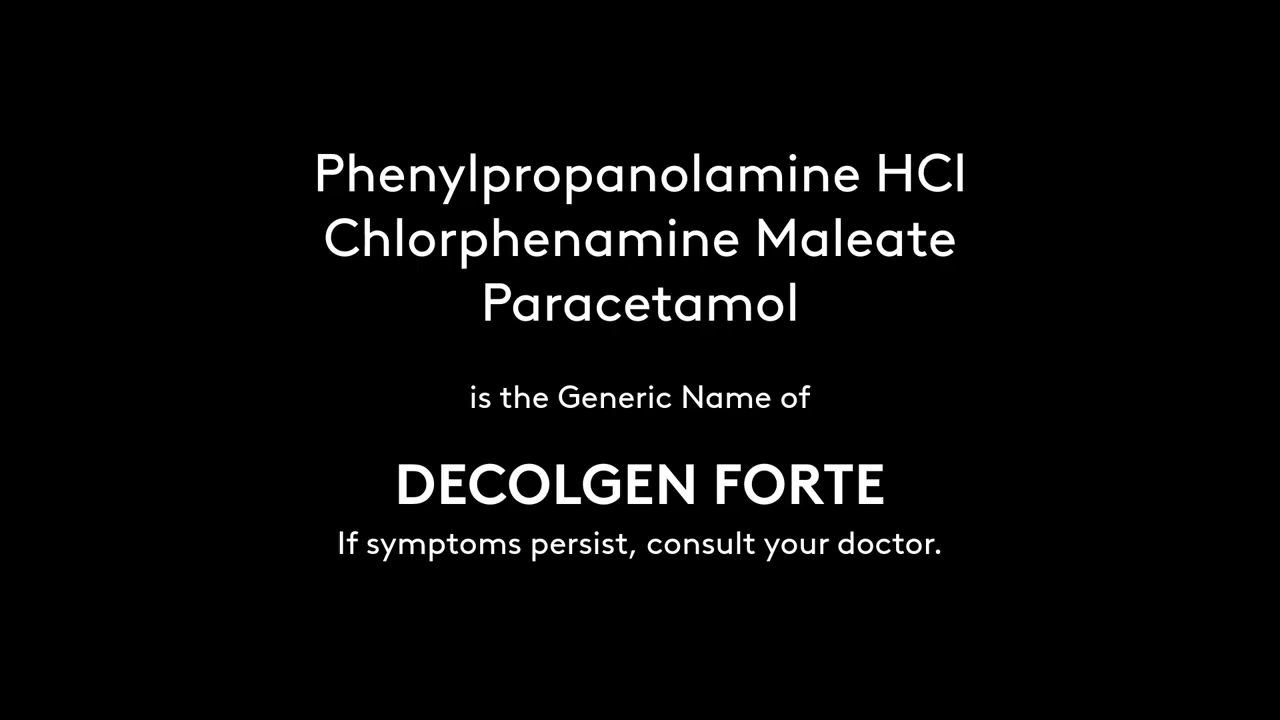 Phenylpropanolamine HCl
Chlorphenamine Maleate
Paracetamol
is the Generic Name of
DECOLGEN FORTE
If symptoms persist, consult your doctor.